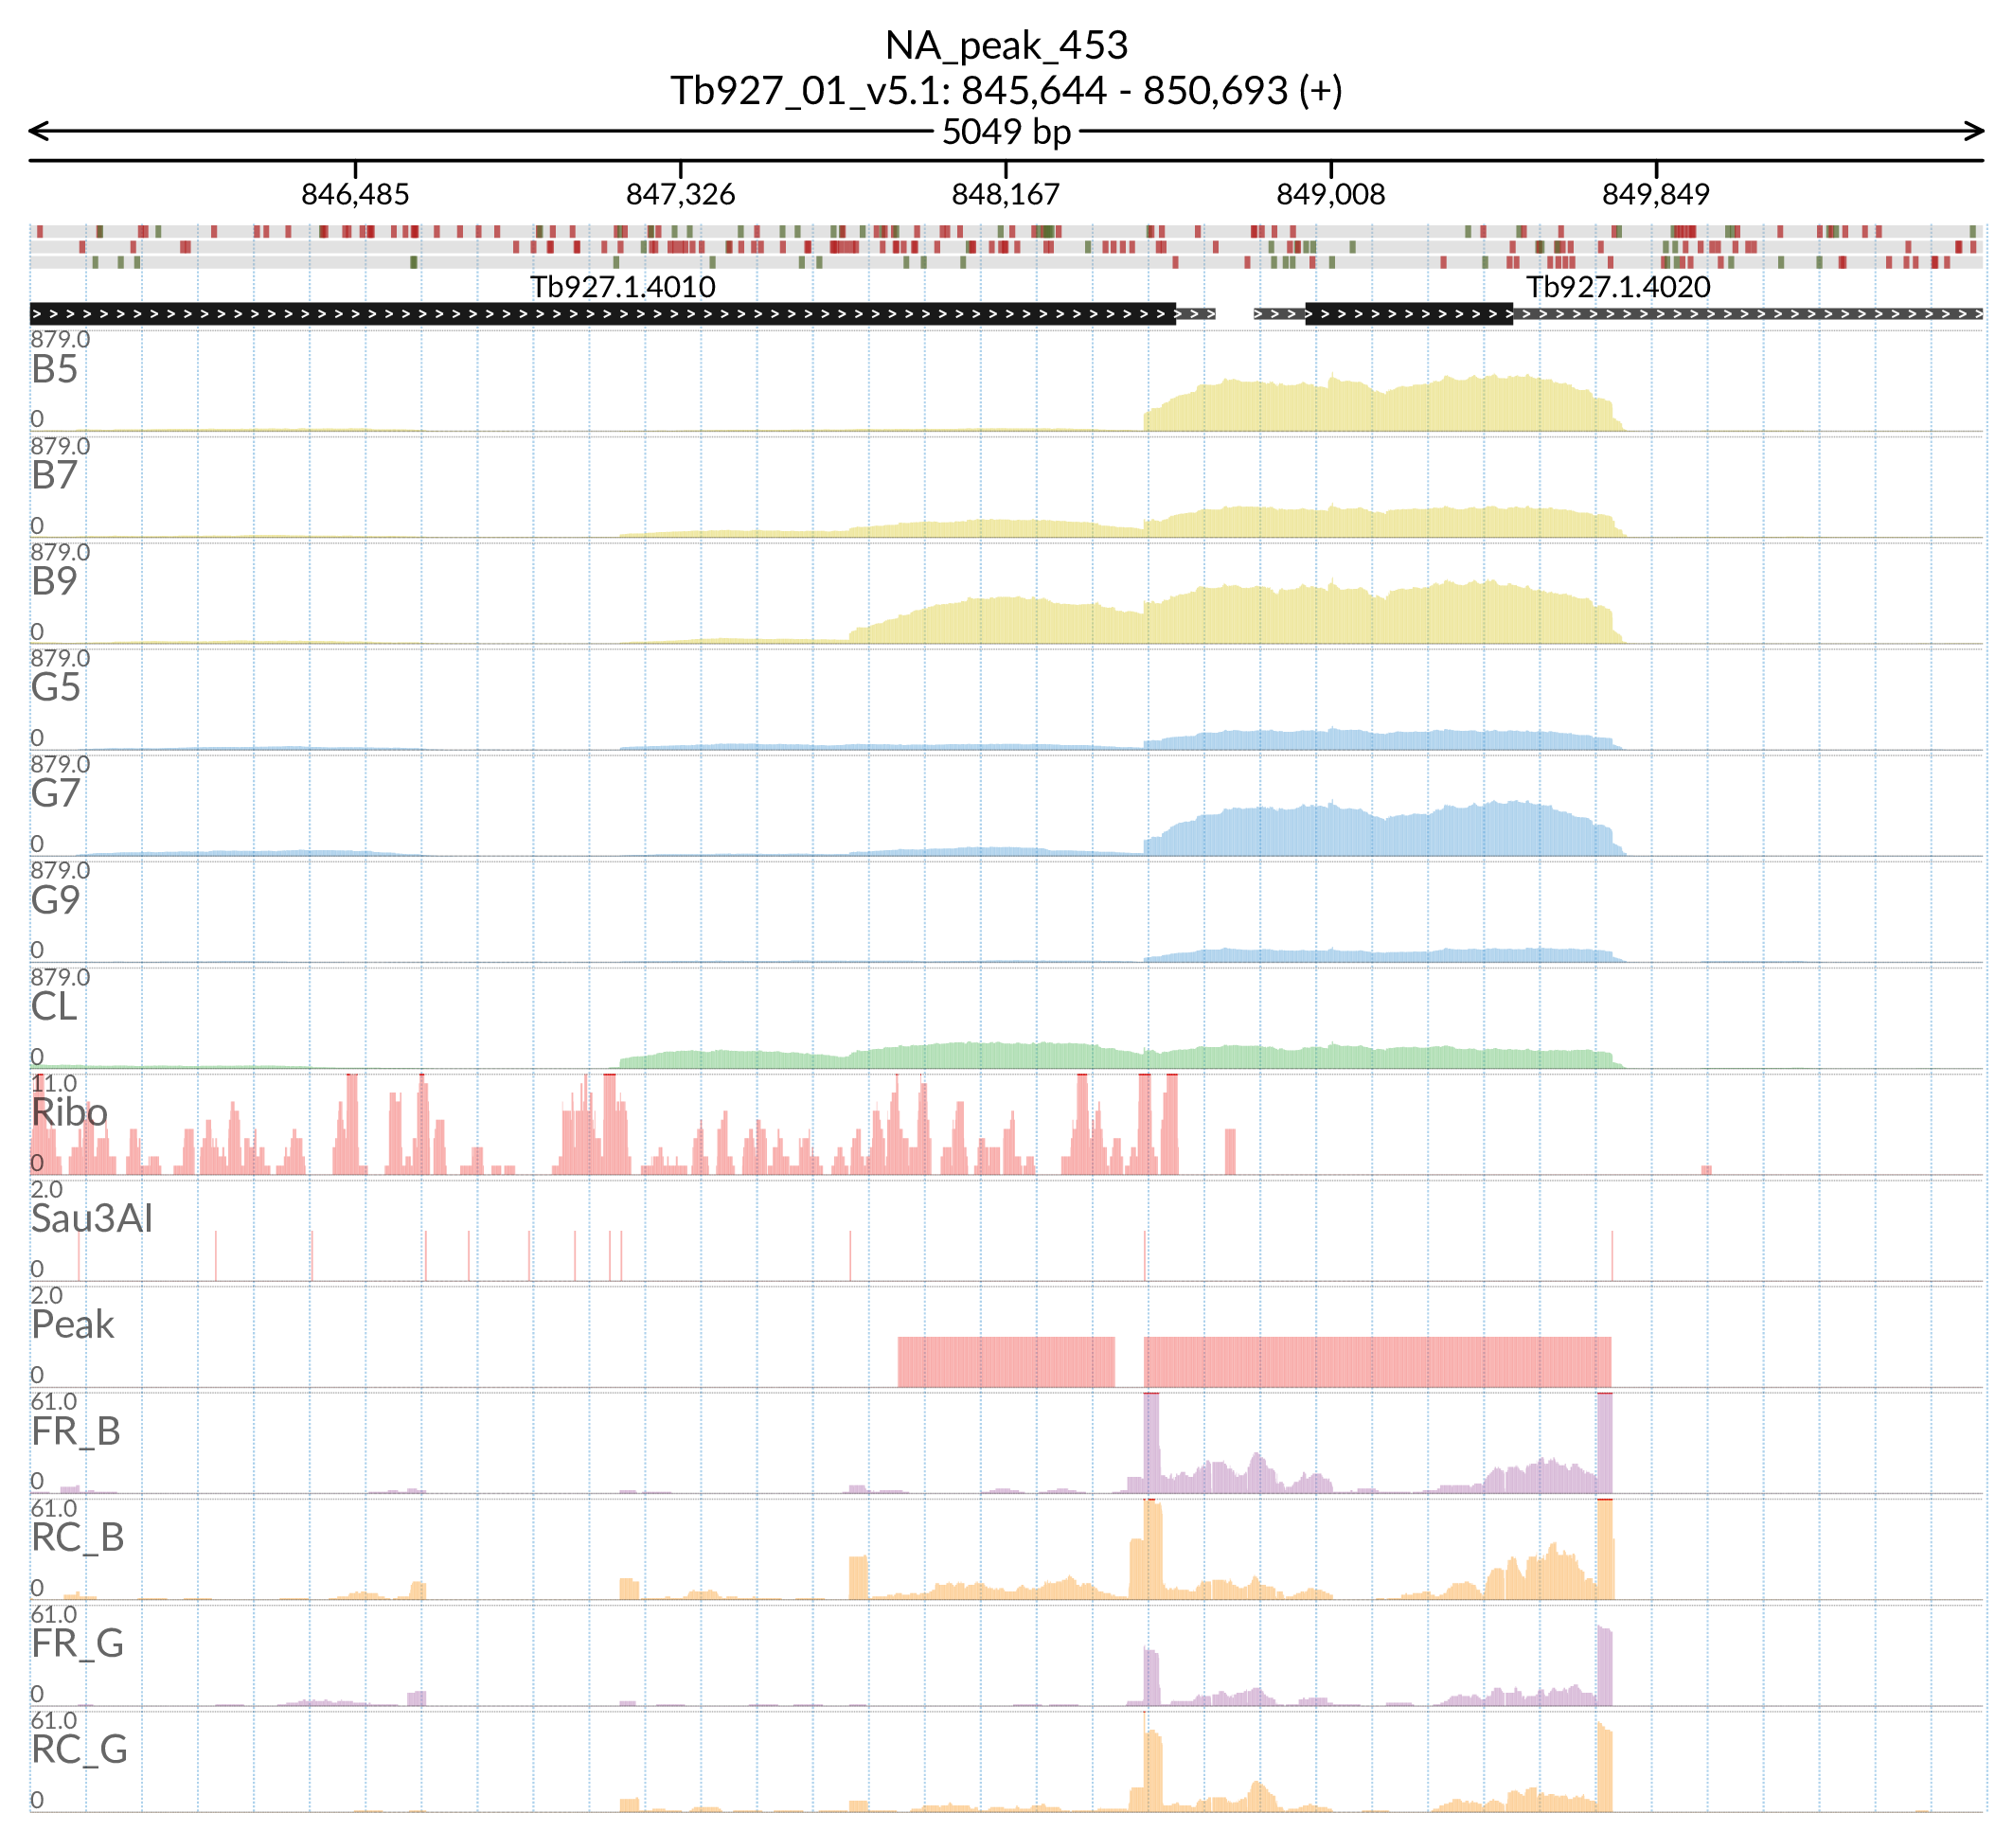 NA_peak_453
Tb927_01_v5.1: 845,644 - 850,693 (+)
5049 bp
846,485 847,326 848,167 849,008 849,849
Tb927.1.4010 Tb927.1.4020
879.0
B5
0
879.0
B7
0
879.0
B9
0
879.0
G5
0
879.0
G7
0
879.0
G9
0
879.0
CL
0
11.0
Ribo
0
2.0
Sau3AI
0
2.0
Peak
0
61.0
FR_B
0
61.0
RC_B
0
61.0
FR_G
0
61.0
RC_G
0